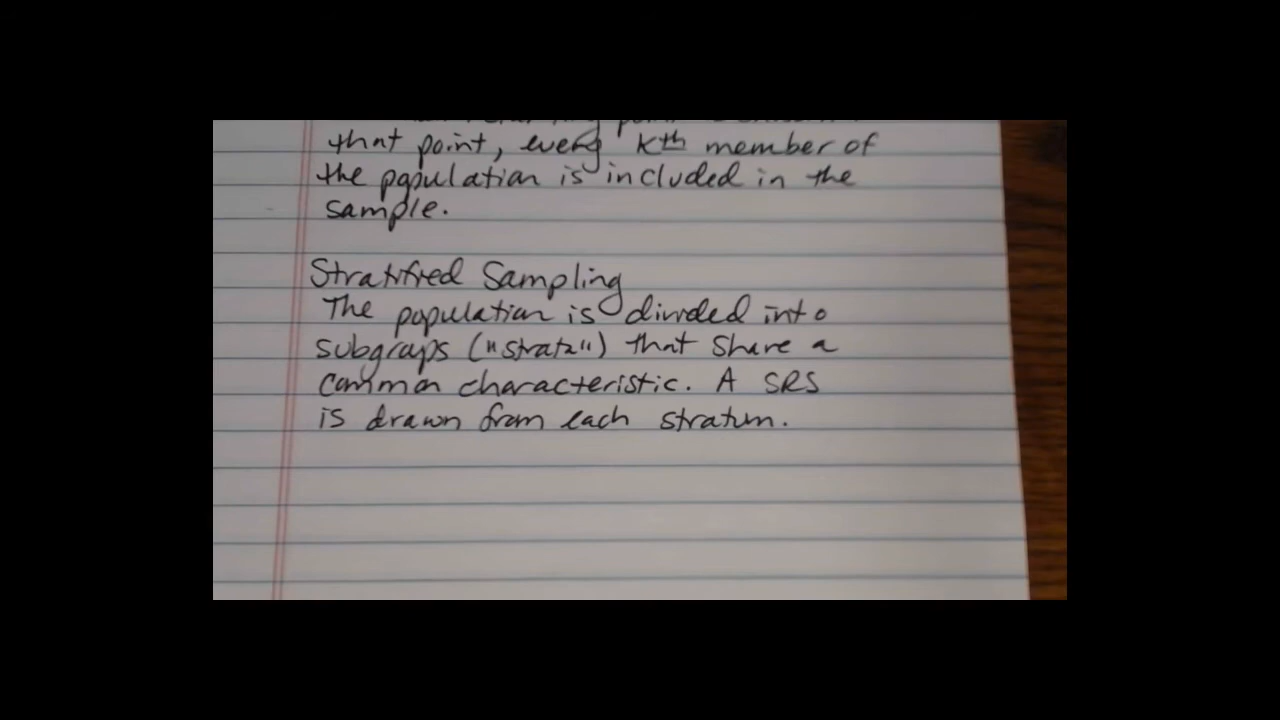 point
that point, every kth member of
the population is included in the
sample.
Stratified Sampling
The population is divided into
subgroups ("strata") that share a
common characteristic. A SRS
is drawn from each stratum.